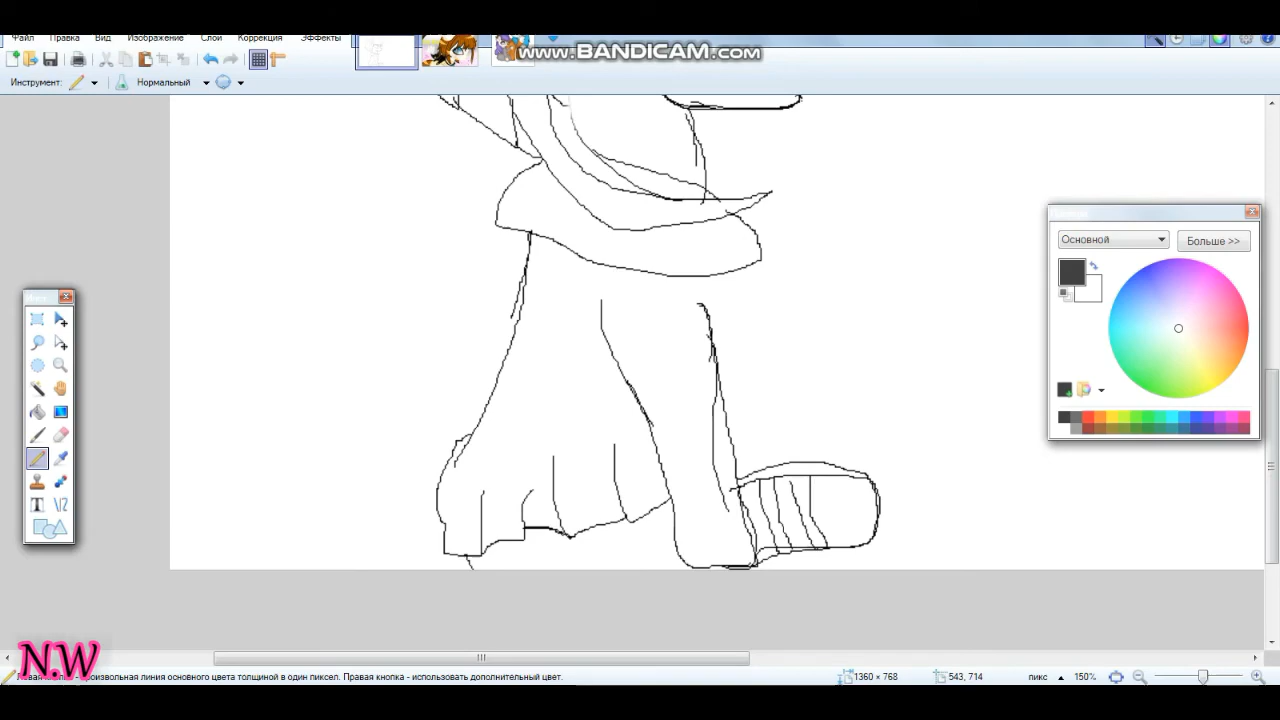 Файл Правка Вид Изображение Слои Коррекция Эффекты
www.BANDICAM.com
Инструмент: Нормальный
Основной Больше >>
N.W
произвольная линия основного цвета толщиной в один пиксел. Правая кнопка - использовать дополнительный цвет.
1360 × 768 543, 714 пикс 150%